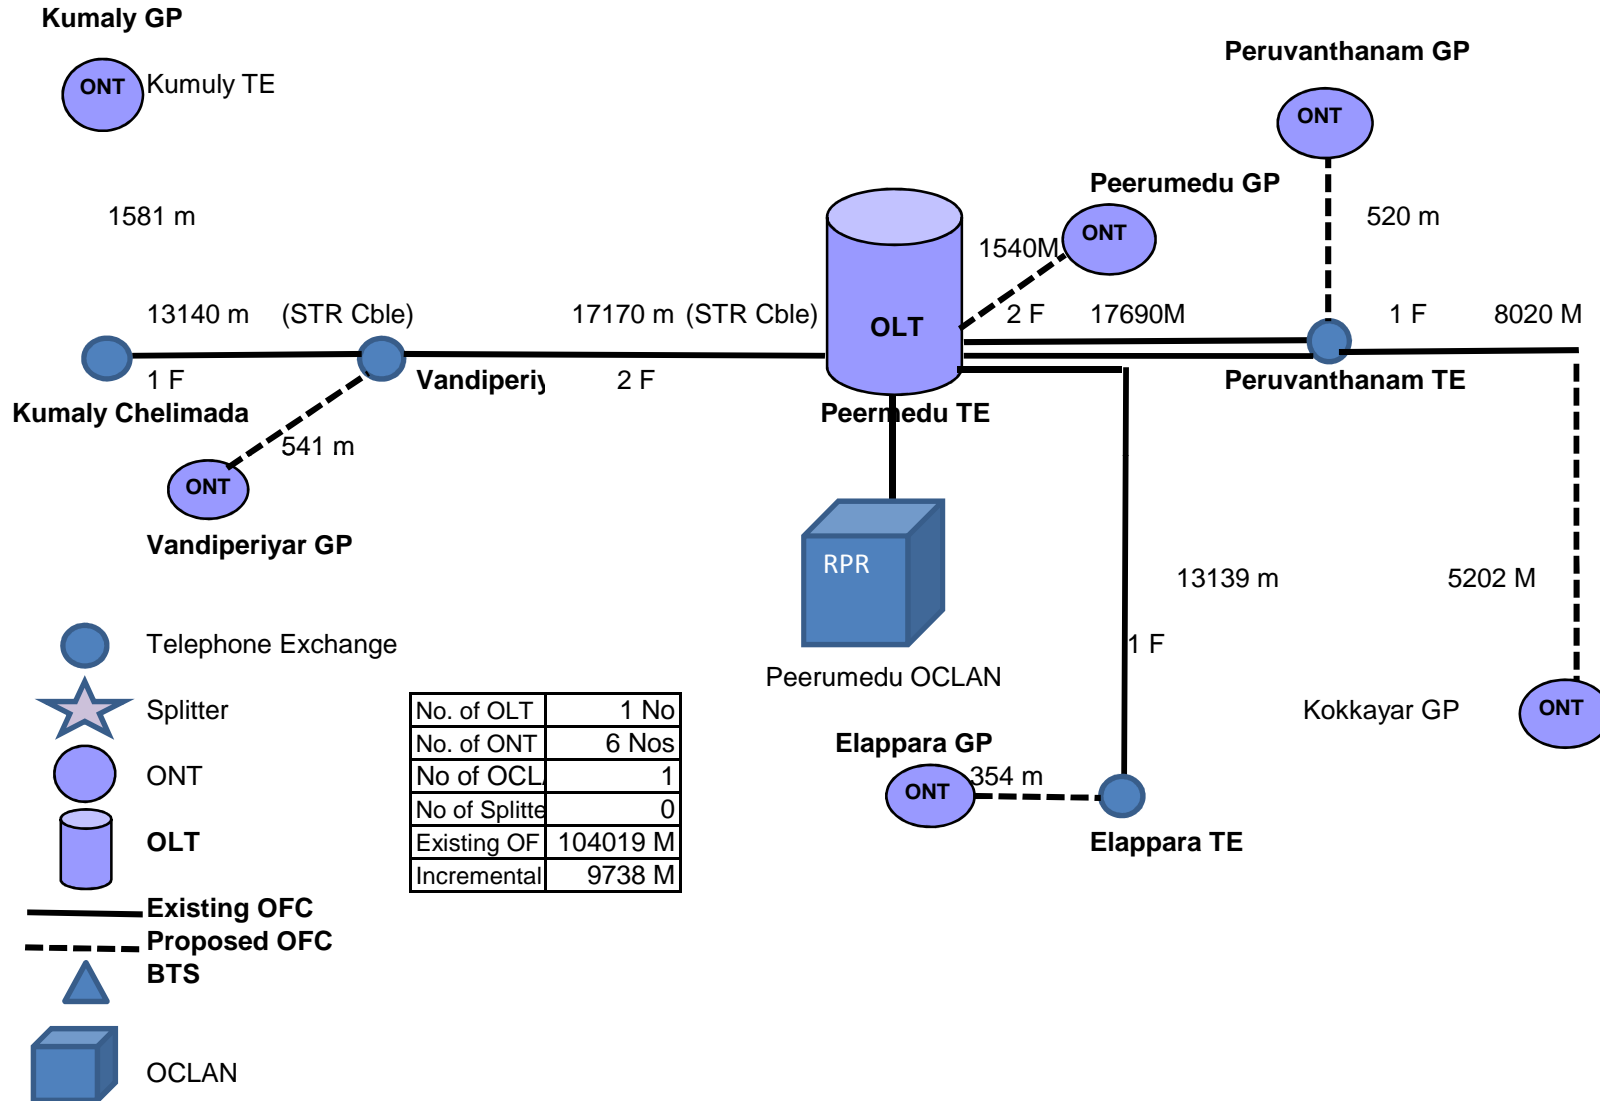 Kumaly GP
Peruvanthanam GP
ONT Kumuly TE
ONT
Peerumedu GP
1581 m
520 m
ONT
1540M
13140 m (STR Cble)
17170 m (STR Cble)
OLT
2 F 17690M
1 F 8020 M
1 F
Vandiperiy
2 F
Peruvanthanam TE
Kumaly Chelimada
Peermedu TE
541 m
ONT
Vandiperiyar GP
RPR
13139 m
5202 M
Telephone Exchange
1 F
Peerumedu OCLAN
Splitter
No. of OLT 1 No
No. of ONT 6 Nos
No of OCLA 1
No of Splitte 0
Existing OF 104019 M
Incremental 9738 M
Kokkayar GP
ONT
Elappara GP
ONT
354 m
Elappara TE
ONT
OLT
Existing OFC
Proposed OFC
BTS
OCLAN